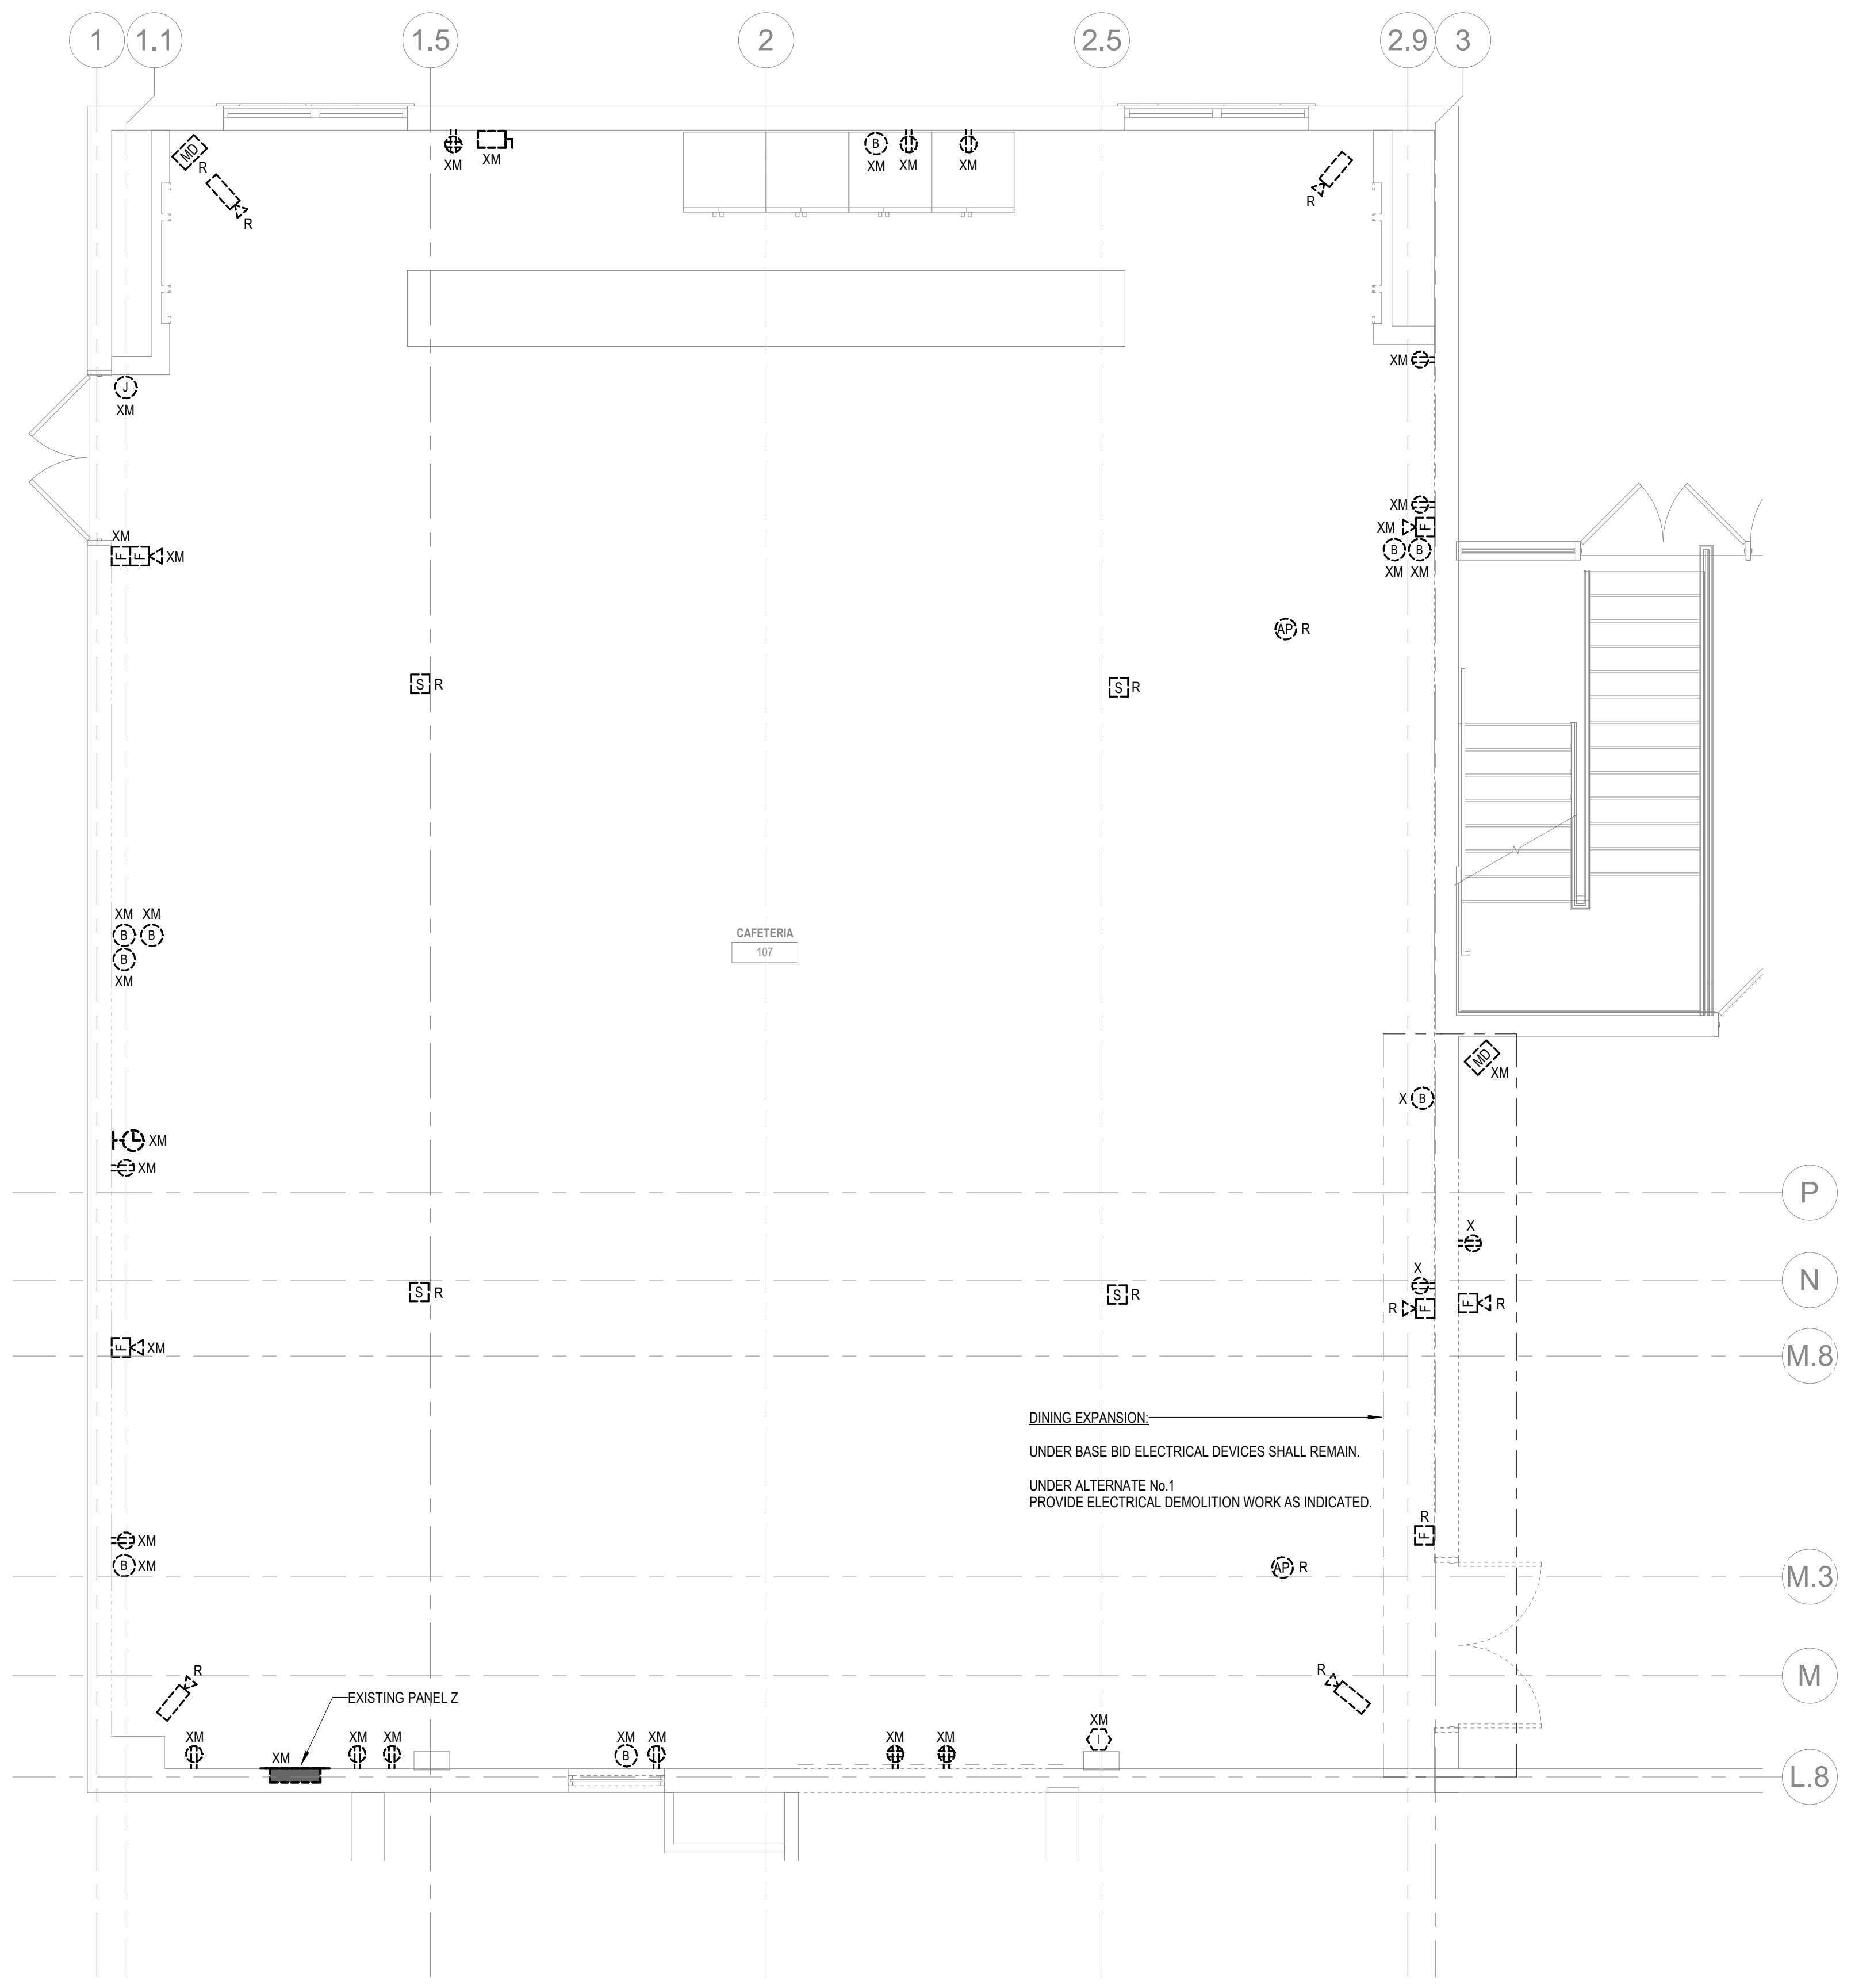 1 1.1 1.5 2 2.5 2.9 3
MD B
R XM XM XM XM XM
R R
XM
J
XM
XM
XM F
XM
F F XM
B B
XM XM
AP R
S R S R
XM XM
B B
CAFETERIA
B
107
XM
MD
XM
X B
XM
XM
P
X
X
N
S R S R
R F F R
F XM
M.8
DINING EXPANSION:
UNDER BASE BID ELECTRICAL DEVICES SHALL REMAIN.
UNDER ALTERNATE No.1
PROVIDE ELECTRICAL DEMOLITION WORK AS INDICATED.
R
F
XM
B XM
AP R
M.3
R R
M
EXISTING PANEL Z
XM
XM XM XM XM XM XM XM
I
XM B
L.8